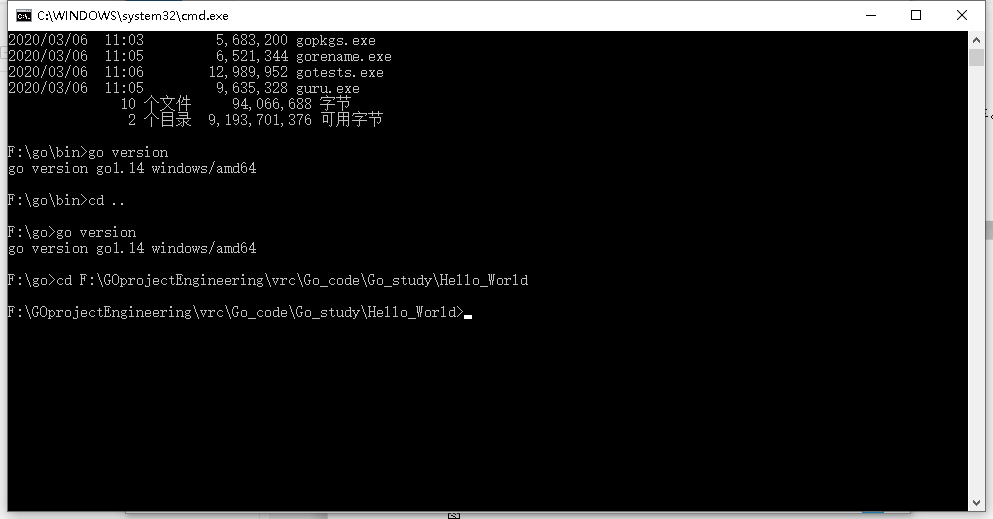 C:\WINDOWS\system32\cmd.exe
2020/03/06  11:03         5,683,200 gopkgs.exe
2020/03/06  11:05         6,521,344 gorename.exe
2020/03/06  11:06        12,989,952 gotests.exe
2020/03/06  11:05         9,635,328 guru.exe
              10 个文件     94,066,688 字节
               2 个目录  9,193,701,376 可用字节
F:\go\bin>go version
go version go1.14 windows/amd64
F:\go\bin>cd ..
F:\go>go version
go version go1.14 windows/amd64
F:\go>cd F:\GOprojectEngineering\vrc\Go_code\Go_study\Hello_World
F:\GOprojectEngineering\vrc\Go_code\Go_study\Hello_World>